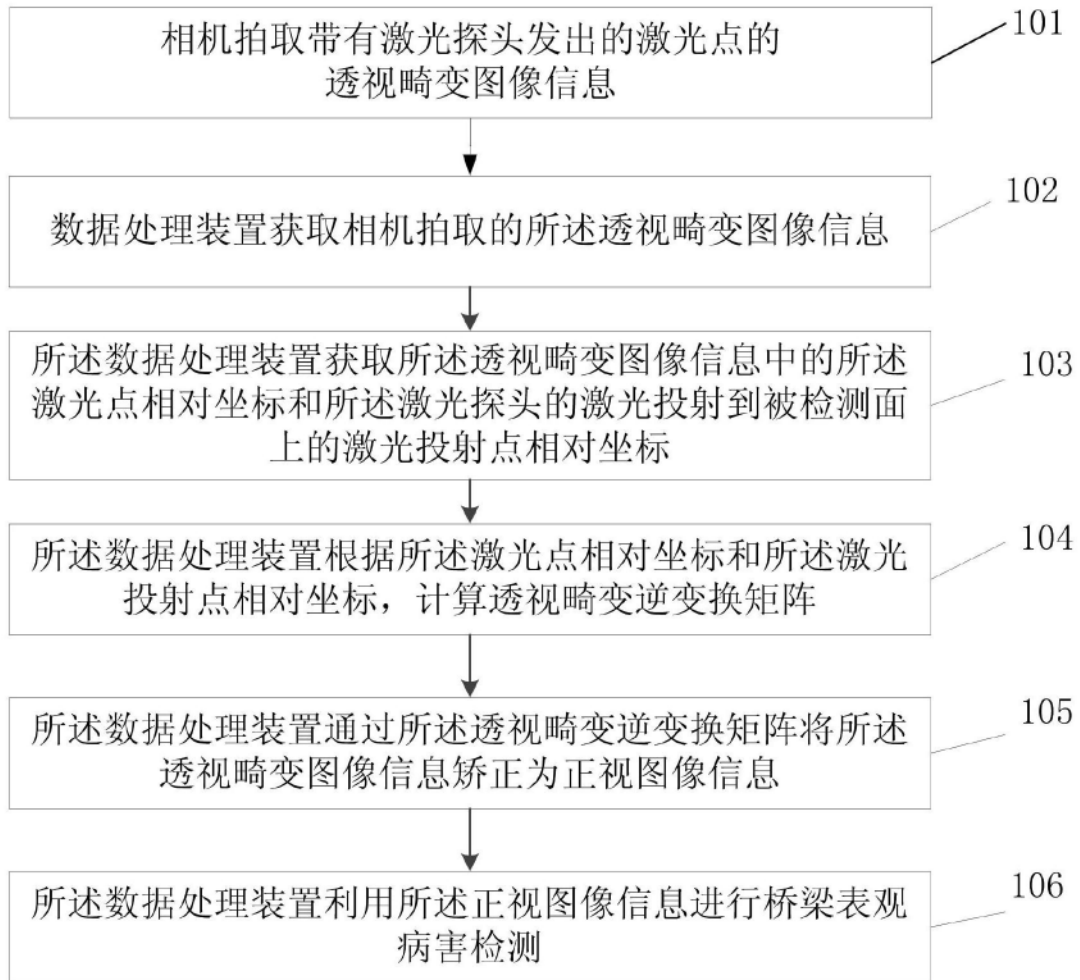 相机拍取带有激光探头发出的激光点的
透视畸变图像信息
101
数据处理装置获取相机拍取的所述透视畸变图像信息
102
所述数据处理装置获取所述透视畸变图像信息中的所述
激光点相对坐标和所述激光探头的激光投射到被检测面
上的激光投射点相对坐标
103
所述数据处理装置根据所述激光点相对坐标和所述激光
投射点相对坐标，计算透视畸变逆变换矩阵
104
所述数据处理装置通过所述透视畸变逆变换矩阵将所述
透视畸变图像信息矫正为正视图像信息
105
所述数据处理装置利用所述正视图像信息进行桥梁表观
病害检测
106